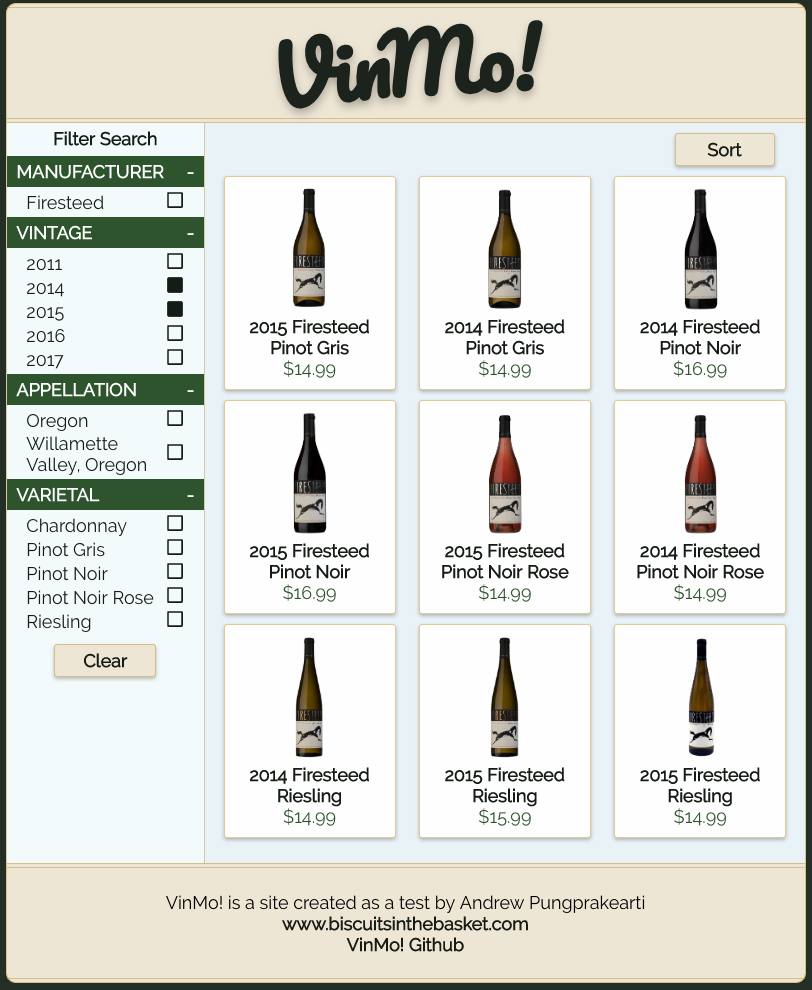 VinMo!
Filter Search
MANUFACTURER -
Firesteed
VINTAGE -
2011
2014
2015
2016
2017
APPELLATION -
Oregon
Willamette
Valley, Oregon
VARIETAL -
Chardonnay
Pinot Gris
Pinot Noir
Pinot Noir Rose
Riesling
Clear
Sort
2015 Firesteed
Pinot Gris
$14.99
2014 Firesteed
Pinot Gris
$14.99
2014 Firesteed
Pinot Noir
$16.99
2015 Firesteed
Pinot Noir
$16.99
2015 Firesteed
Pinot Noir Rose
$14.99
2014 Firesteed
Pinot Noir Rose
$14.99
2014 Firesteed
Riesling
$14.99
2015 Firesteed
Riesling
$15.99
2015 Firesteed
Riesling
$14.99
VinMo! is a site created as a test by Andrew Pungprakearti
www.biscuitsinthebasket.com
VinMo! Github